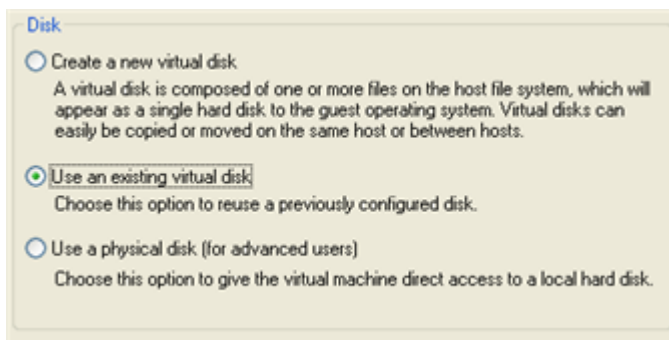 Disk
Create a new virtual disk
A virtual disk is composed of one or more files on the host file system, which will
appear as a single hard disk to the guest operating system. Virtual disks can
easily be copied or moved on the same host or between hosts.
Use an existing virtual disk
Choose this option to reuse a previously configured disk.
Use a physical disk (for advanced users)
Choose this option to give the virtual machine direct access to a local hard disk.